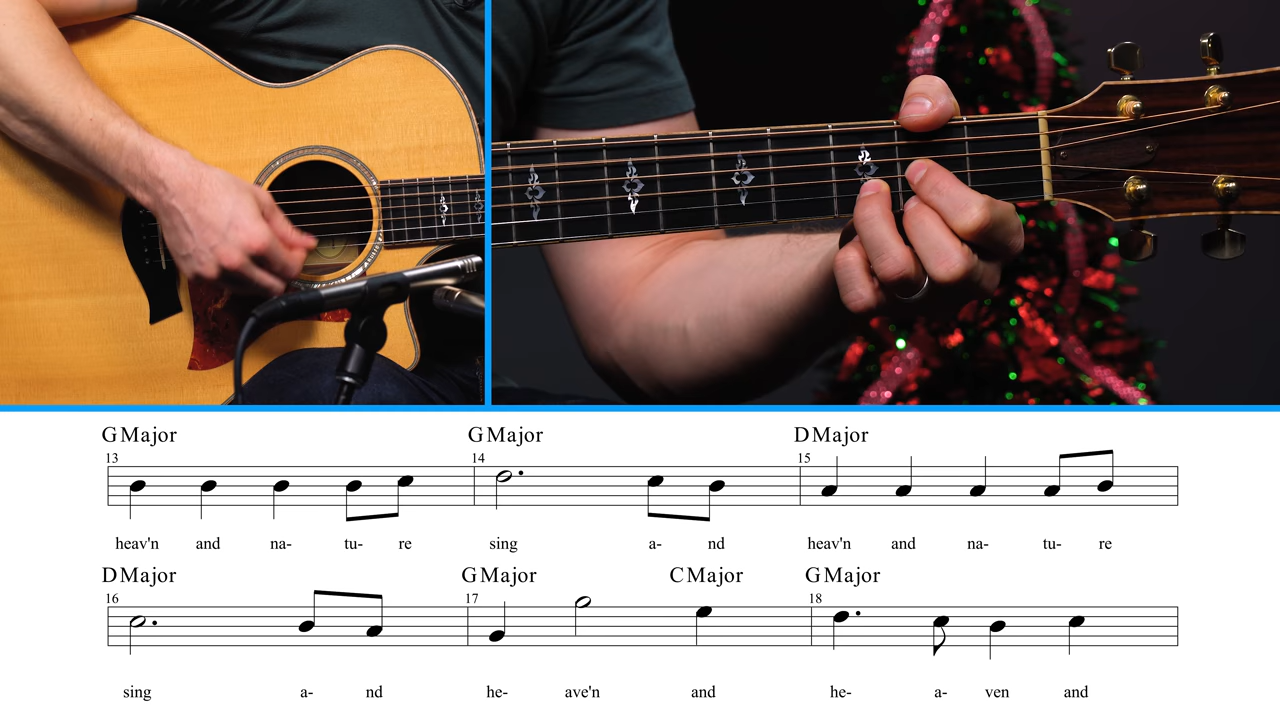 G Major G Major D Major
13 14 15
heav'n and na- tu- re sing a- nd heav'n and na- tu- re
D Major G Major C Major G Major
16 17 18
sing a- nd he- ave'n and he- a- ven and